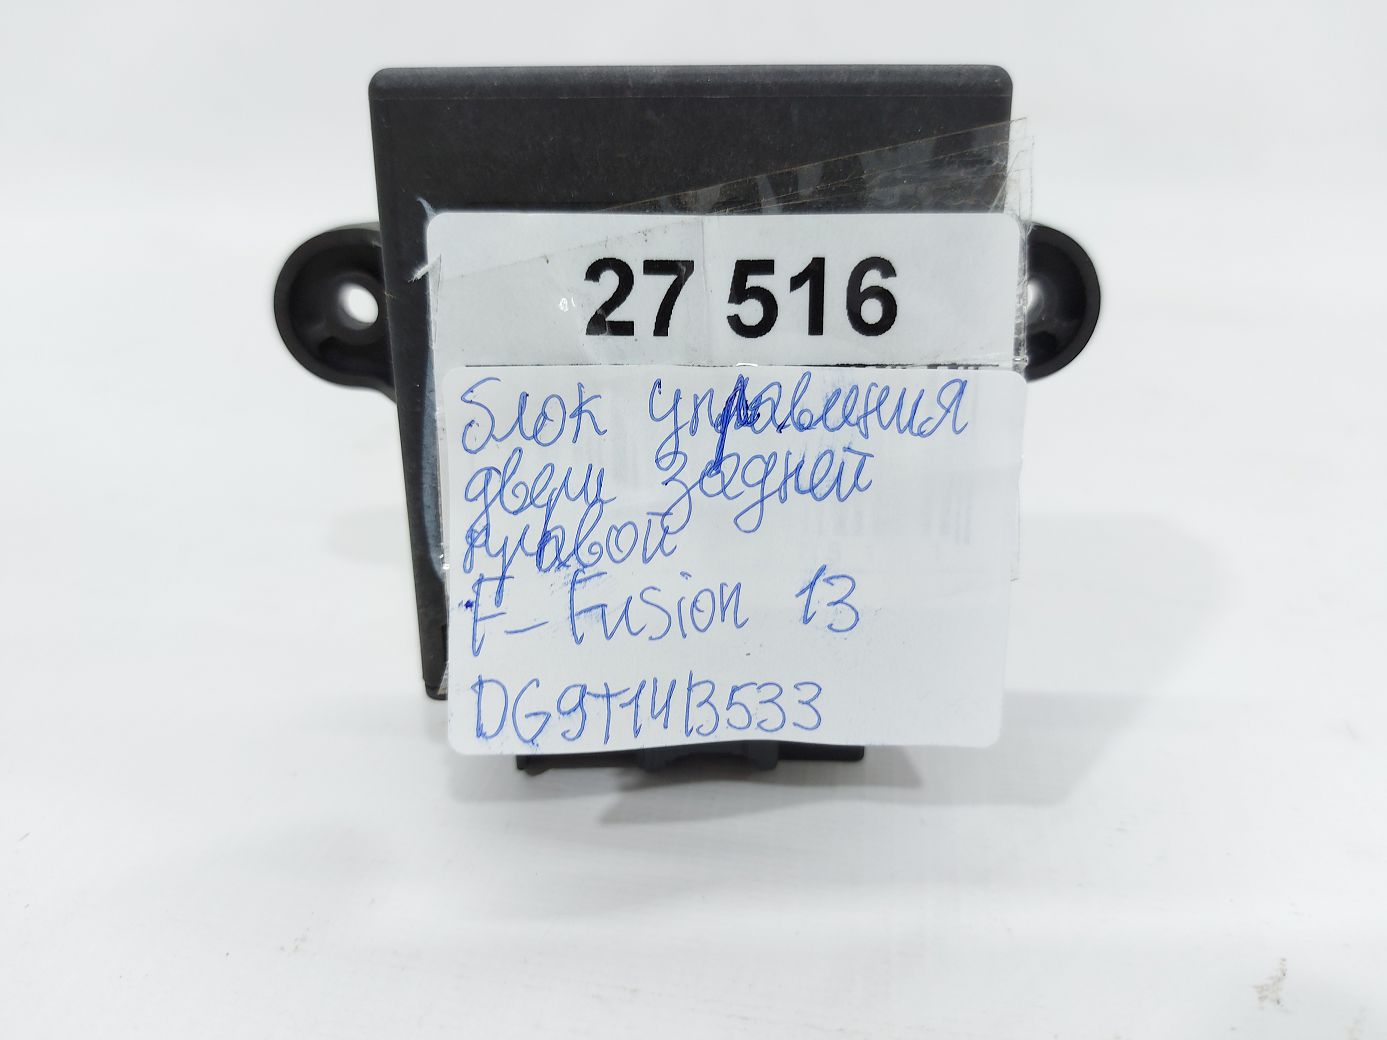 27 516
блок управления
двери задней
правой
F-Fusion 13
DG9T14B533